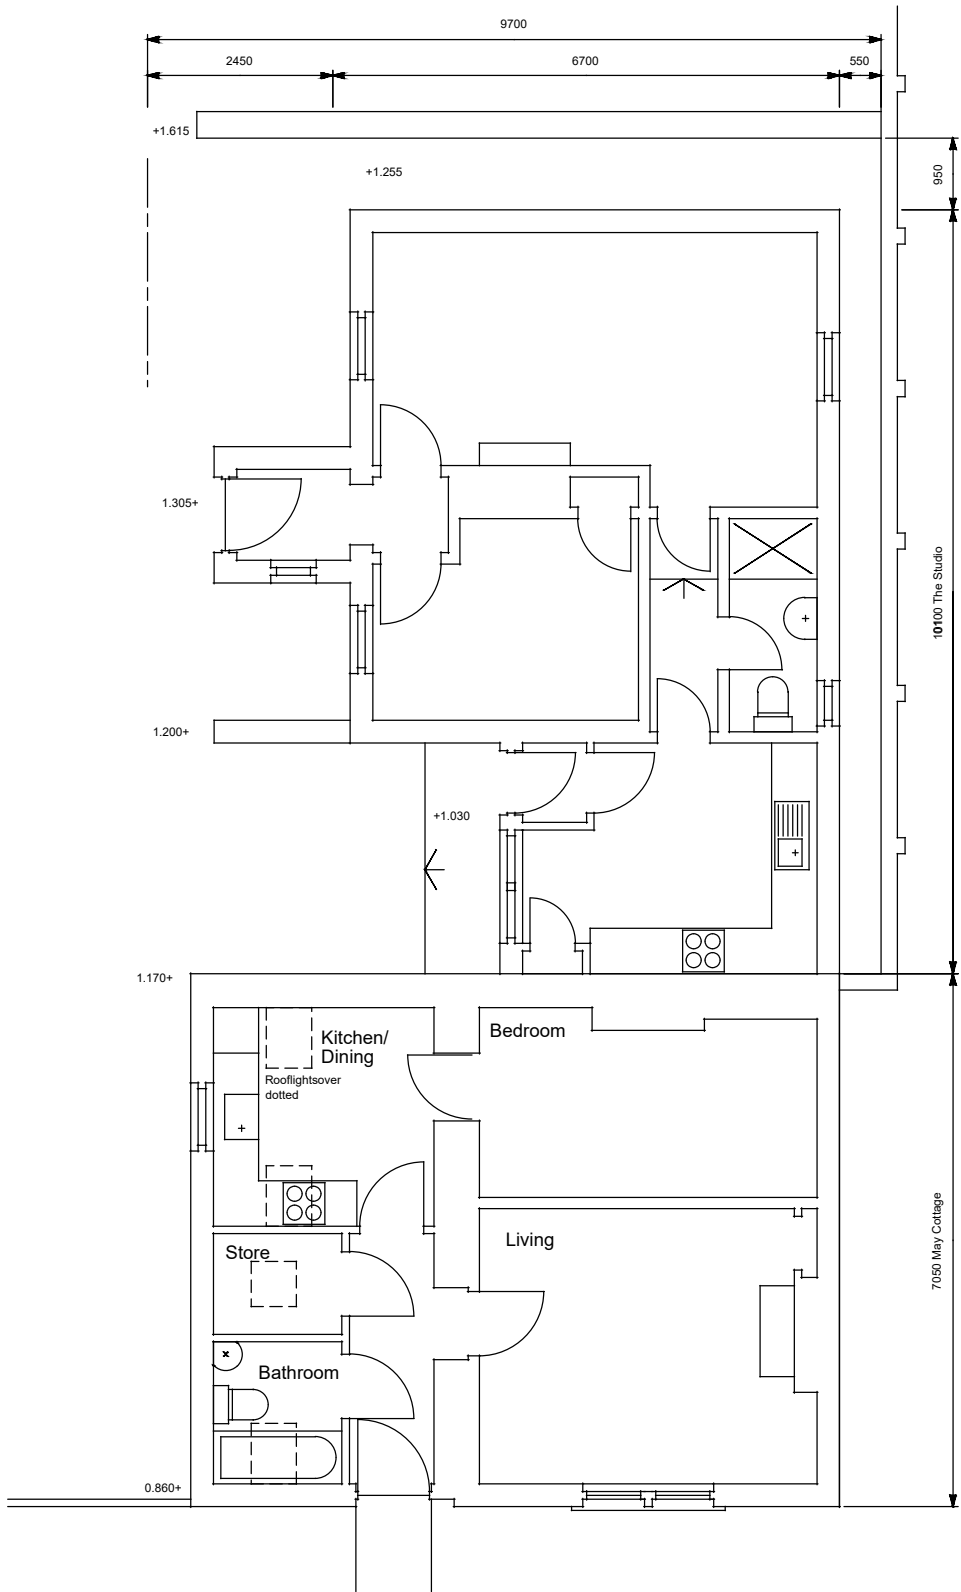 9700
2450
6700
550
+1.615
+1.255
950
1.305+
10100 The Studio
1.200+
+1.030
1.170+
Kitchen/
Dining
Bedroom
Rooflightsover
dotted
Store
Living
7050 May Cottage
Bathroom
0.860+